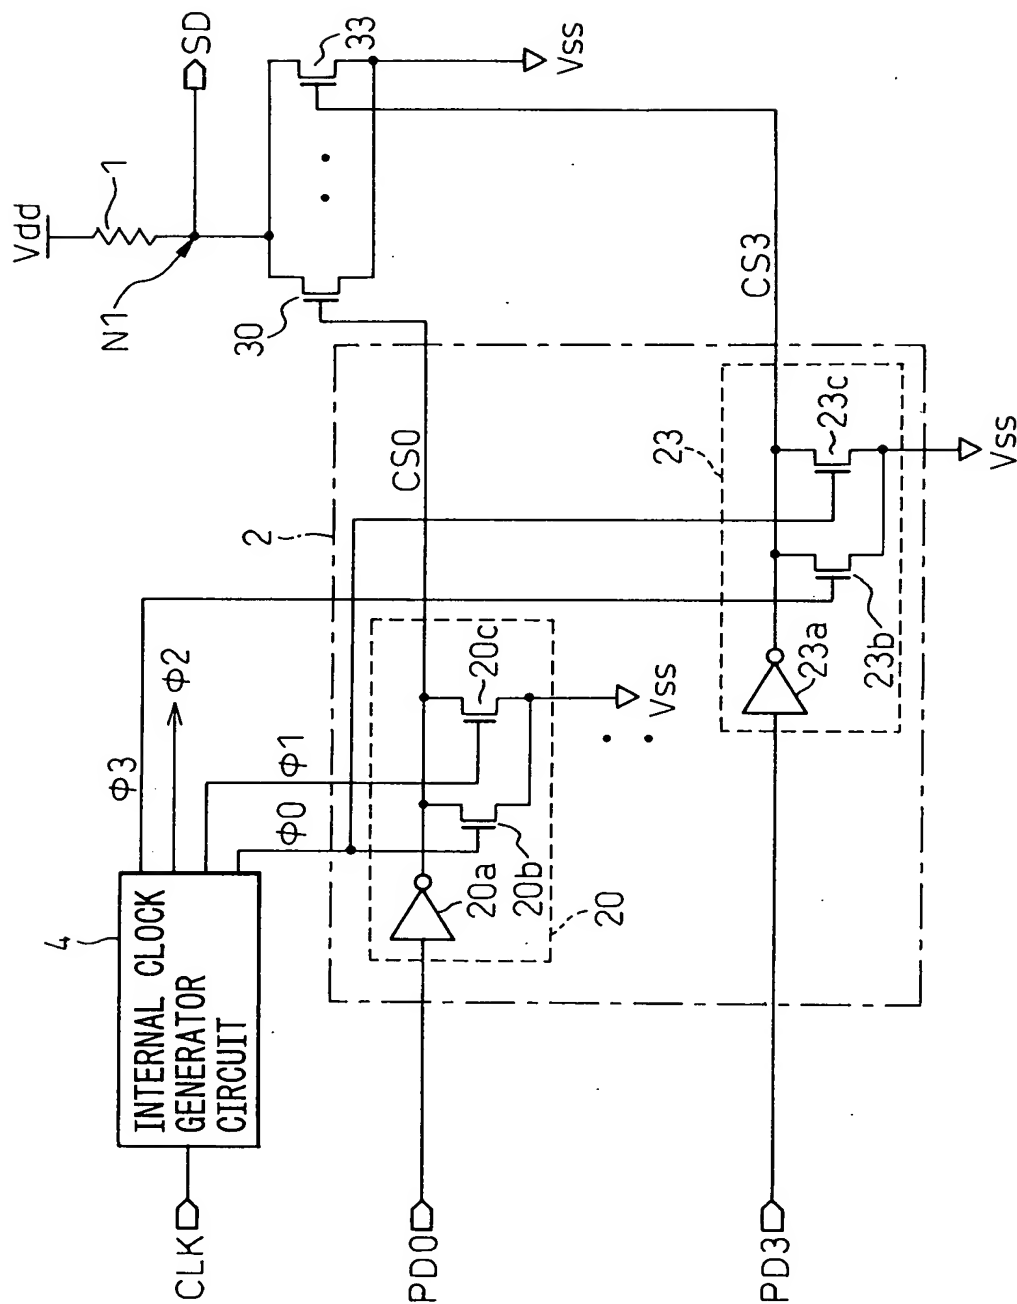 Vdd
1
N1
SD
30
33
Vss
CS0
CS3
CLK
4
INTERNAL CLOCK
GENERATOR
CIRCUIT
Φ3
Φ2
Φ1
Φ0
2
PD0
20a
20b
20c
20
Vss
PD3
23
23a
23b
23c
Vss